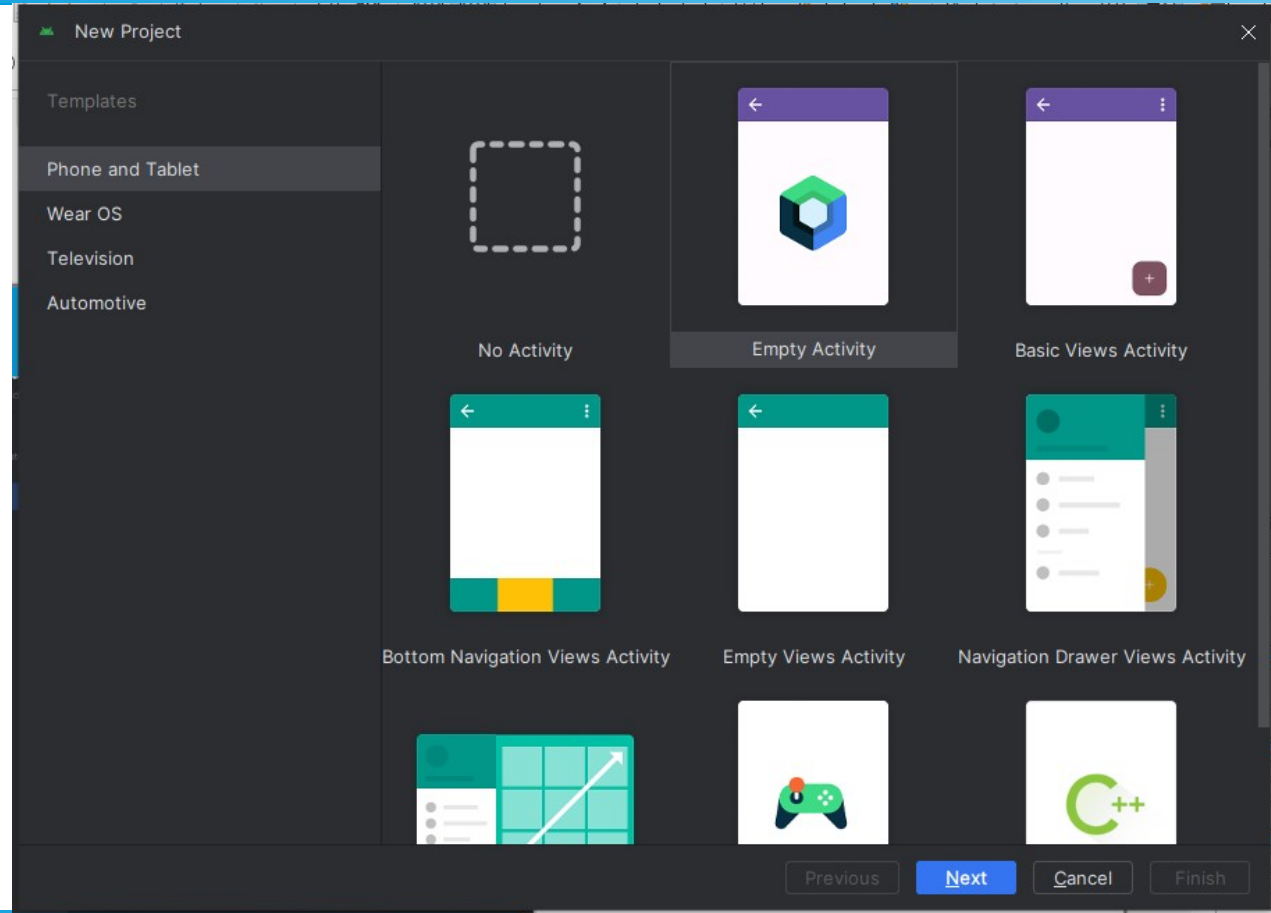 New Project
Templates
Phone and Tablet
Wear OS
Television
Automotive
No Activity
Empty Activity
Basic Views Activity
Bottom Navigation Views Activity
Empty Views Activity
Navigation Drawer Views Activity
C++
Previous
Next
Cancel
Finish